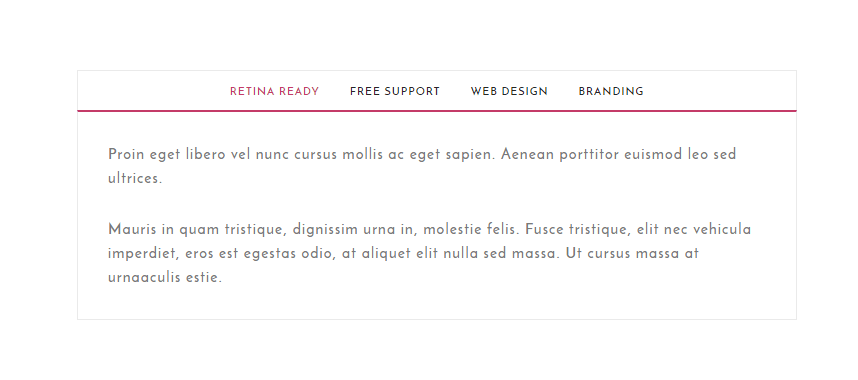 RETINA READY FREE SUPPORT WEB DESIGN BRANDING
Proin eget libero vel nunc cursus mollis ac eget sapien. Aenean porttitor euismod leo sed
ultrices.
Mauris in quam tristique, dignissim urna in, molestie felis. Fusce tristique, elit nec vehicula
imperdiet, eros est egestas odio, at aliquet elit nulla sed massa. Ut cursus massa at
urnaaculis estie.